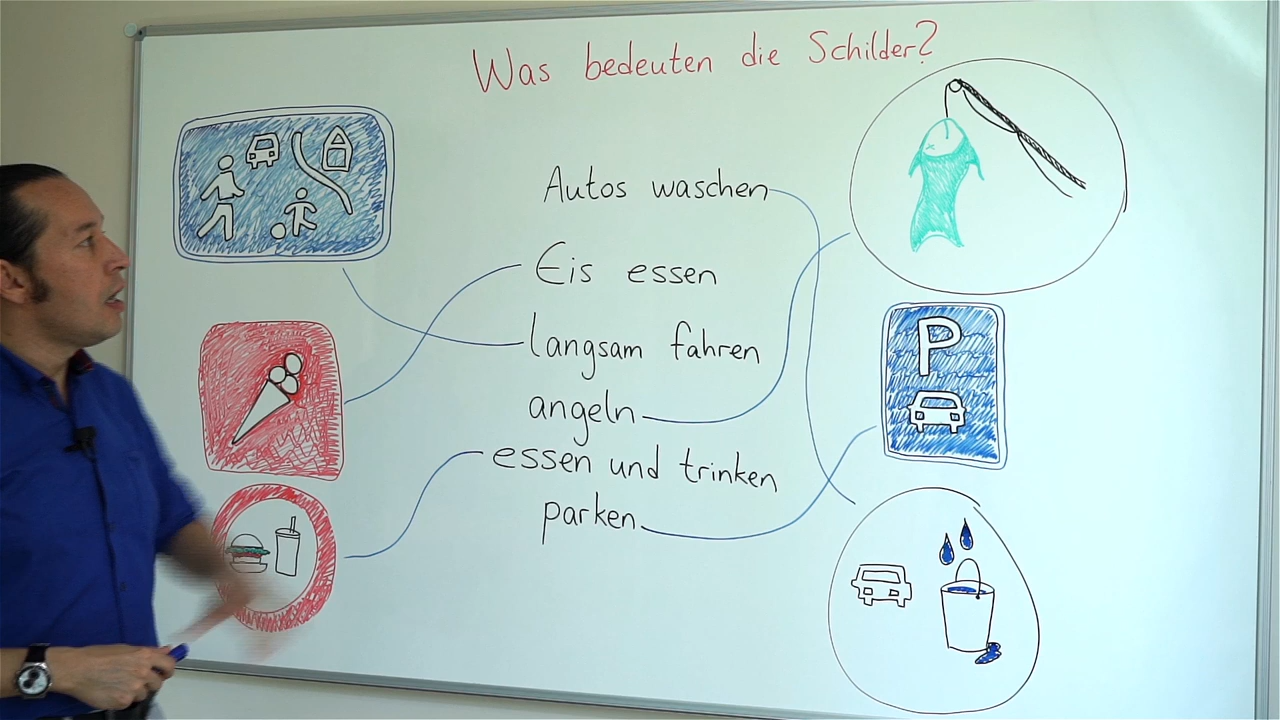 Was bedeuten die Schilder?
Autos waschen
Eis essen
langsam fahren
angeln
essen und trinken
parken
P